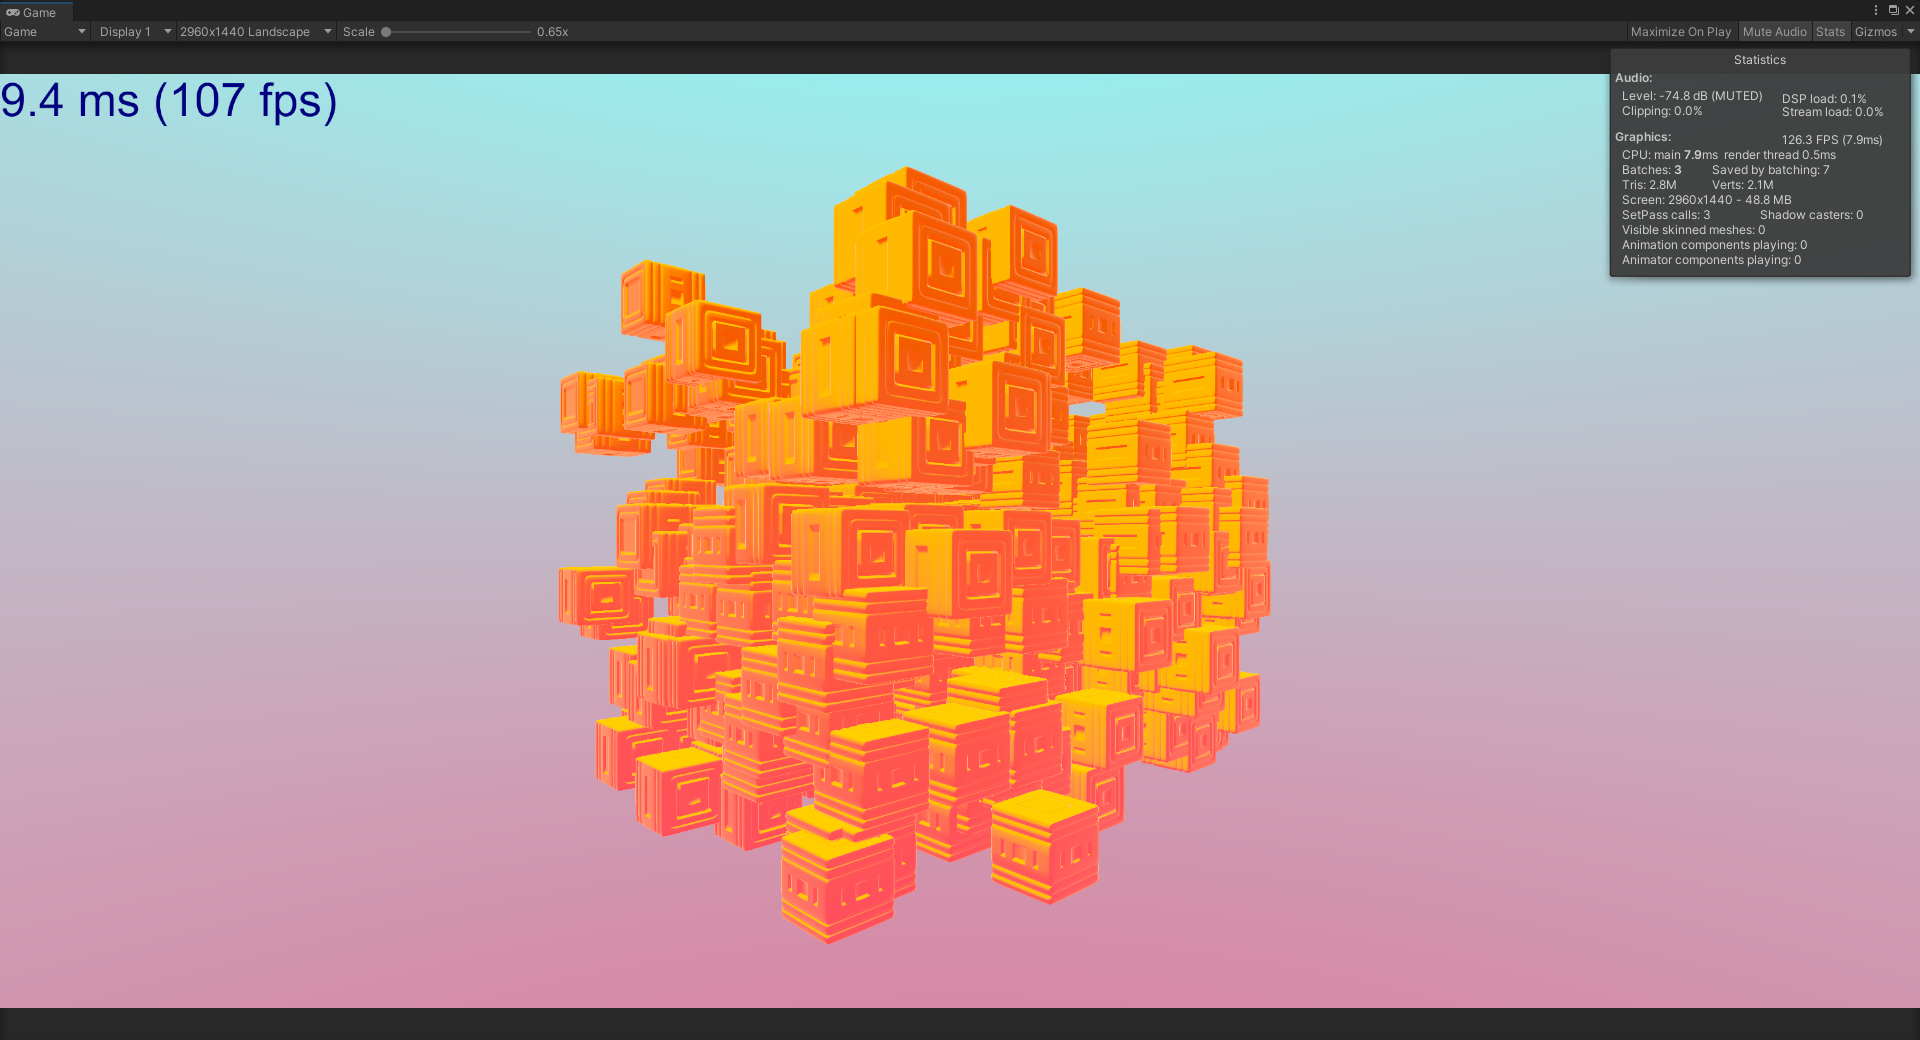 Game
Game Display 1 2960x1440 Landscape Scale 0.65x Maximize On Play Mute Audio Stats Gizmos
9.4 ms (107 fps)
Statistics
Audio:
Level: -74.8 dB (MUTED) DSP load: 0.1%
Clipping: 0.0% Stream load: 0.0%
Graphics: 126.3 FPS (7.9ms)
CPU: main 7.9ms render thread 0.5ms
Batches: 3 Saved by batching: 7
Tris: 2.8M Verts: 2.1M
Screen: 2960x1440 - 48.8 MB
SetPass calls: 3 Shadow casters: 0
Visible skinned meshes: 0
Animation components playing: 0
Animator components playing: 0